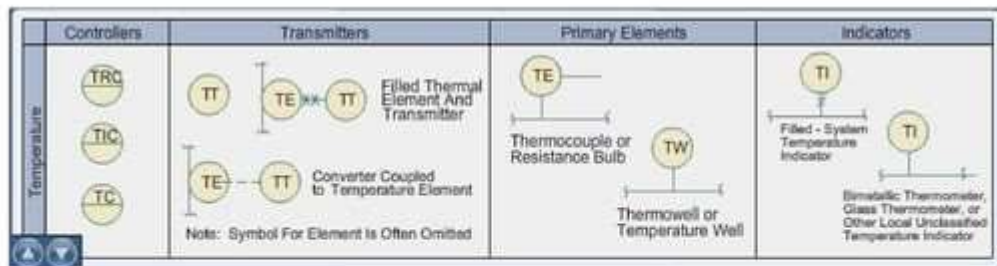 Controllers
Transmitters
Primary Elements
Indicators
Temperature
TRC
TIC
TC
TT
TE
TT
Filled Thermal
Element And
Transmitter
TE
TT
Converter Coupled
to Temperature Element
Note: Symbol For Element Is Often Omitted
TE
Thermocouple or
Resistance Bulb
TW
Thermowell or
Temperature Well
TI
Filled - System
Temperature
Indicator
TI
Bimetallic Thermometer,
Glass Thermometer, or
Other Local Unclassified
Temperature Indicator